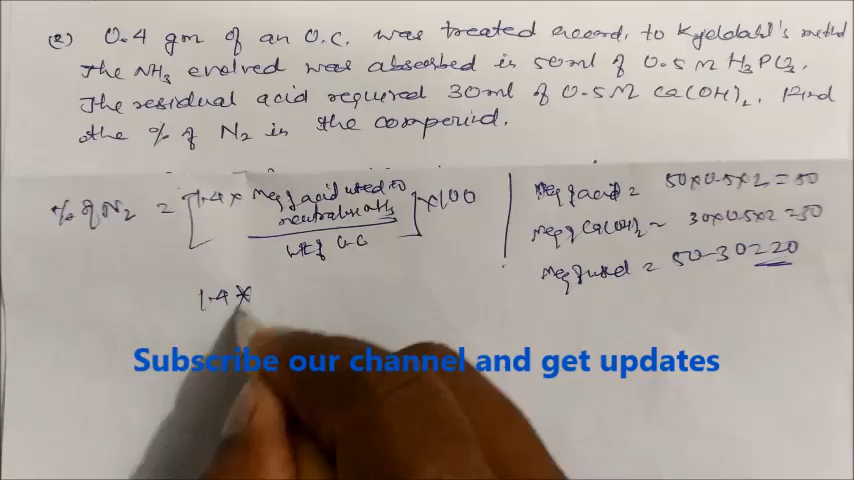 (2) 0.4 gm of an O.C. was treated accord. to Kjeldahl's method
The NH3 evolved was absorbed in 50ml of 0.5 M H3PO3.
The residual acid required 30ml of 0.5M Ca(OH)2. Find
the % of N2 in the compound.
% of N2 = [1.4 × Meq of acid used to neutralise NH3 / wt of O.C] × 100
Meq of acid = 50×0.5×2 = 50
Meq of Ca(OH)2 = 30×0.5×2 = 30
Meq of used = 50-30 = 20
1.4 ×
Subscribe our channel and get updates